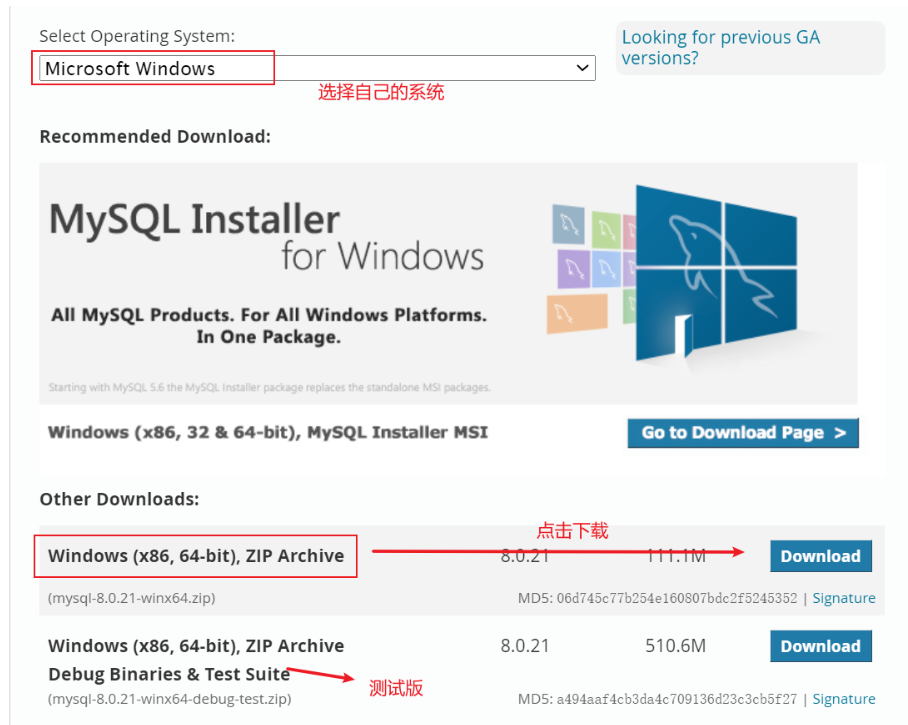 Select Operating System:
Looking for previous GA
versions?
Microsoft Windows
选择自己的系统
Recommended Download:
MySQL Installer
for Windows
All MySQL Products. For All Windows Platforms.
In One Package.
Starting with MySQL 5.6 the MySQL Installer package replaces the standalone MSI packages.
Windows (x86, 32 & 64-bit), MySQL Installer MSI
Go to Download Page >
Other Downloads:
点击下载
Windows (x86, 64-bit), ZIP Archive 8.0.21 111.1M Download
(mysql-8.0.21-winx64.zip) MD5: 06d745c77b254e160807bdc2f5245352 | Signature
Windows (x86, 64-bit), ZIP Archive 8.0.21 510.6M Download
Debug Binaries & Test Suite
测试版
(mysql-8.0.21-winx64-debug-test.zip) MD5: a494aaf4cb3da4c709136d23c3cb5f27 | Signature